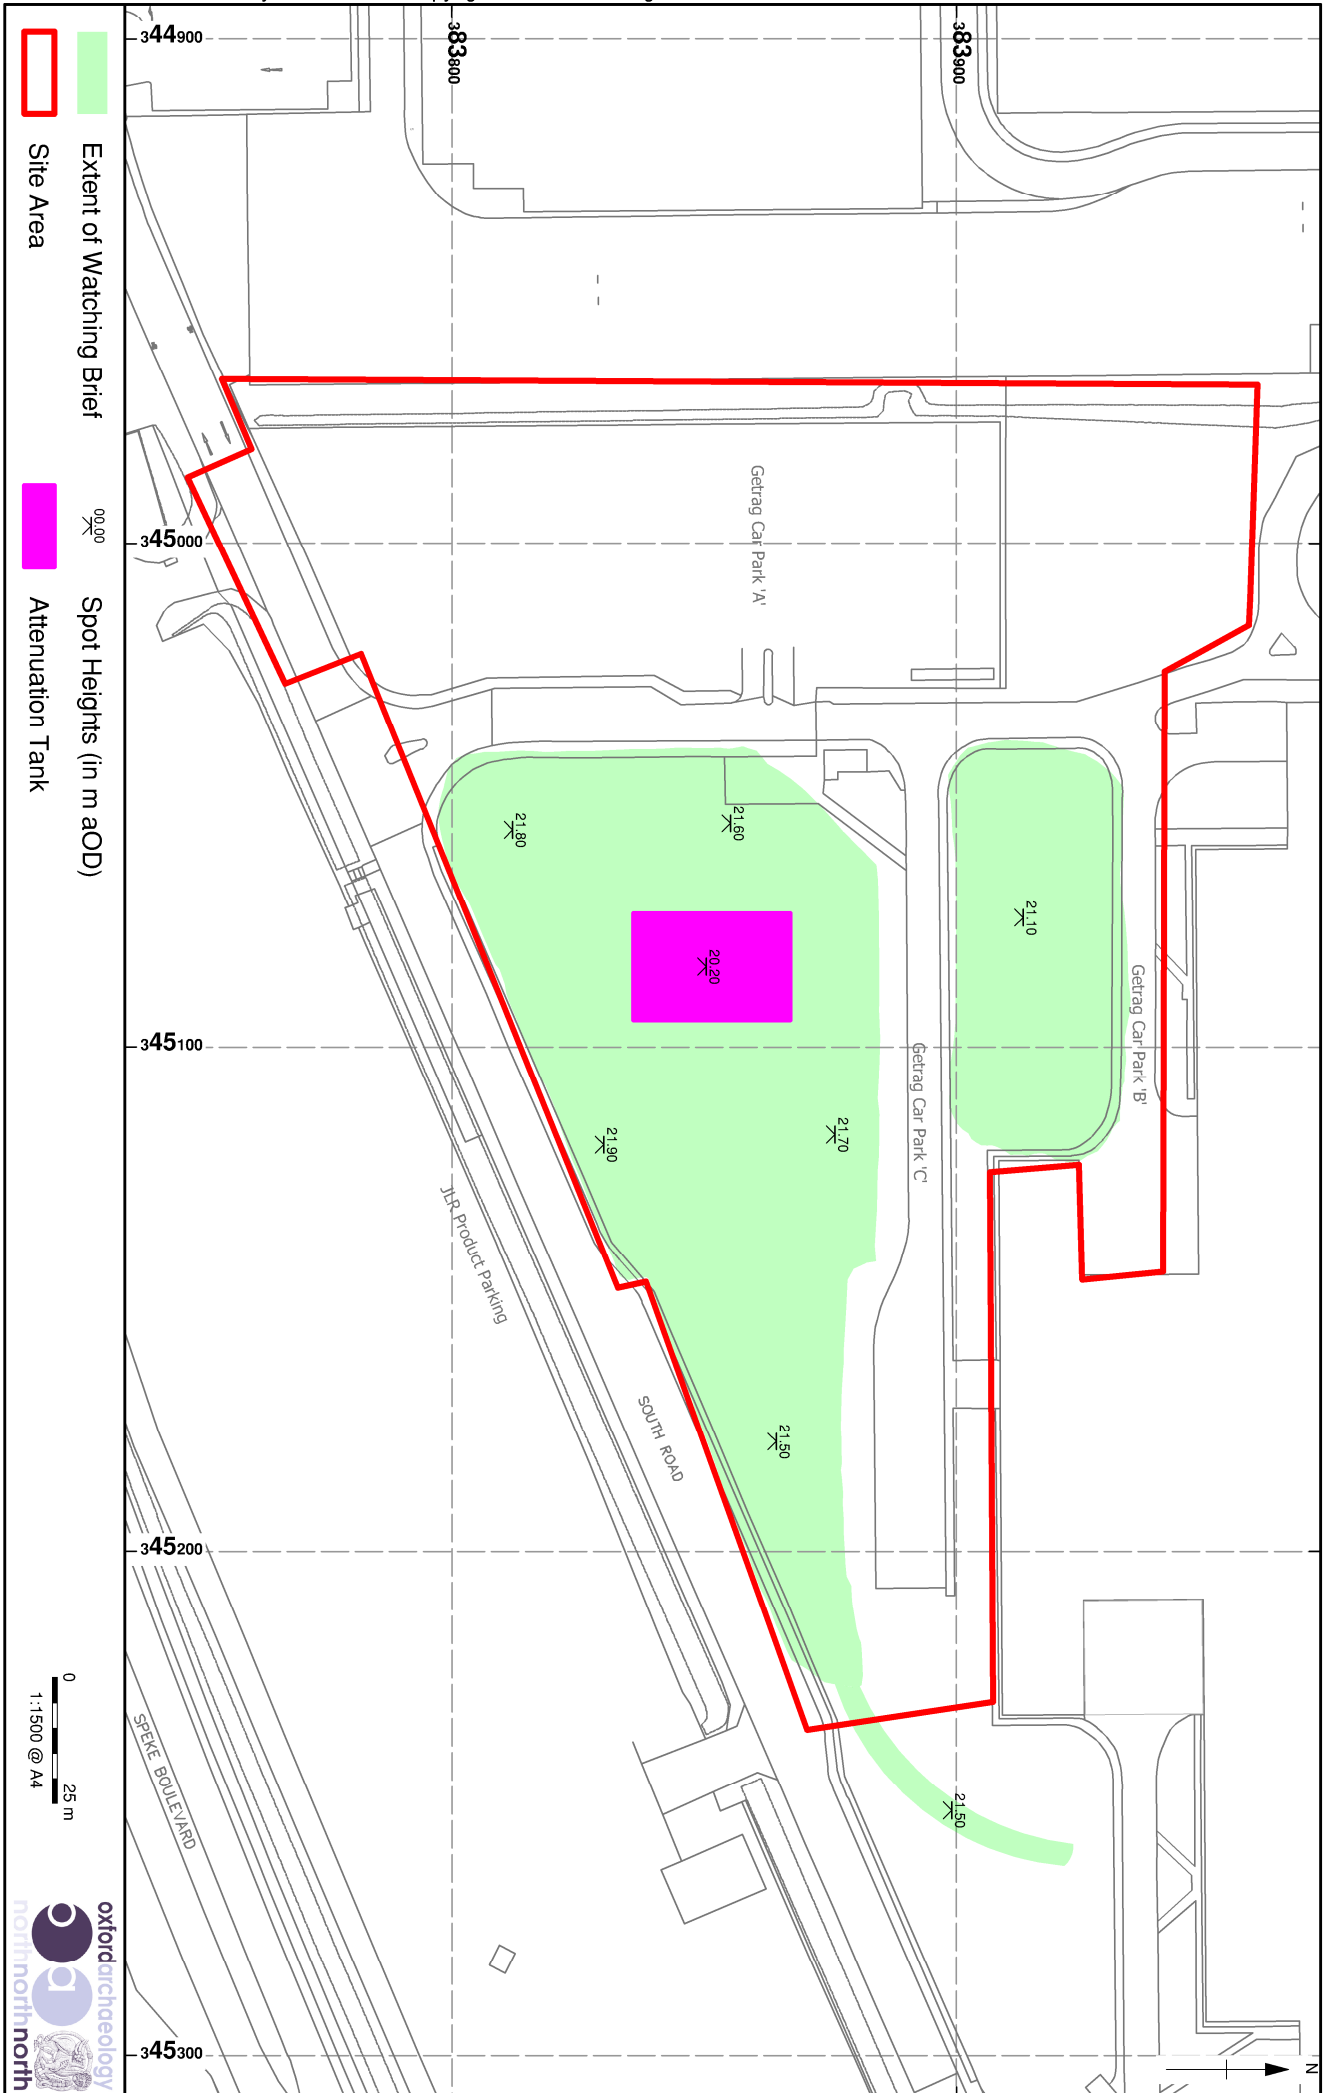 N
383900
383800
344900
345000
345100
345200
345300
Getrag Car Park 'A'
Getrag Car Park 'B'
Getrag Car Park 'C'
21.10
21.60
21.80
20.20
21.70
21.90
21.50
21.50
JLR Product Parking
SOUTH ROAD
SPEKE BOULEVARD
Extent of Watching Brief
Site Area
00.00
Spot Heights (in m aOD)
Attenuation Tank
0
25 m
1:1500 @ A4
oxfordarchaeology
northnorthnorth